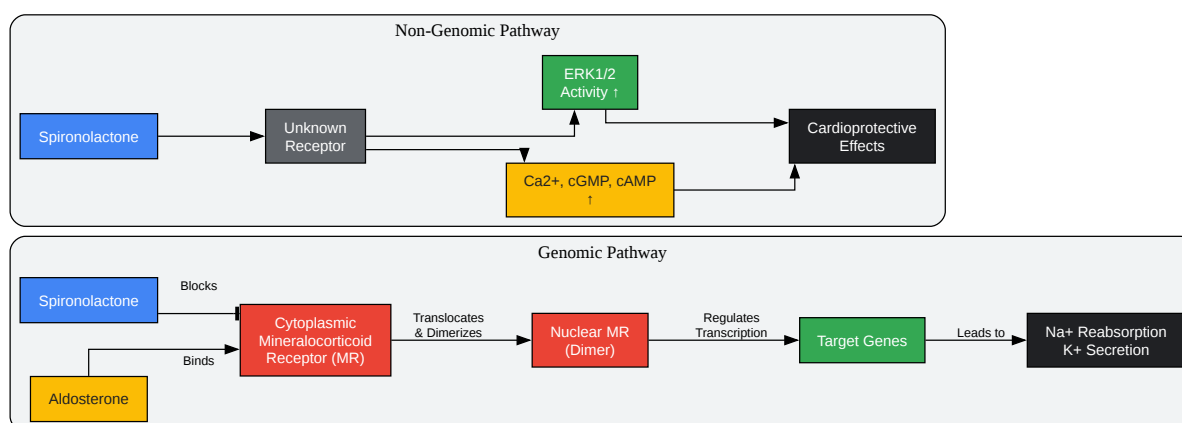 Non-Genomic Pathway
ERK1/2
Activity ↑
Spironolactone
Unknown
Receptor
Cardioprotective
Effects
Ca2+, cGMP, cAMP
↑
Genomic Pathway
Spironolactone
Blocks
Cytoplasmic
Mineralocorticoid
Receptor (MR)
Binds
Aldosterone
Translocates
& Dimerizes
Nuclear MR
(Dimer)
Regulates
Transcription
Target Genes
Leads to
Na+ Reabsorption
K+ Secretion